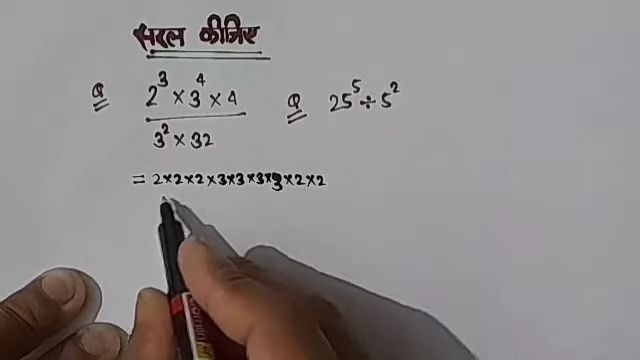 सरल कीजिए
Q 2³ × 3⁴ × 4
3² × 32
Q 25⁵ ÷ 5²
= 2×2×2×3×3×3×3×2×2